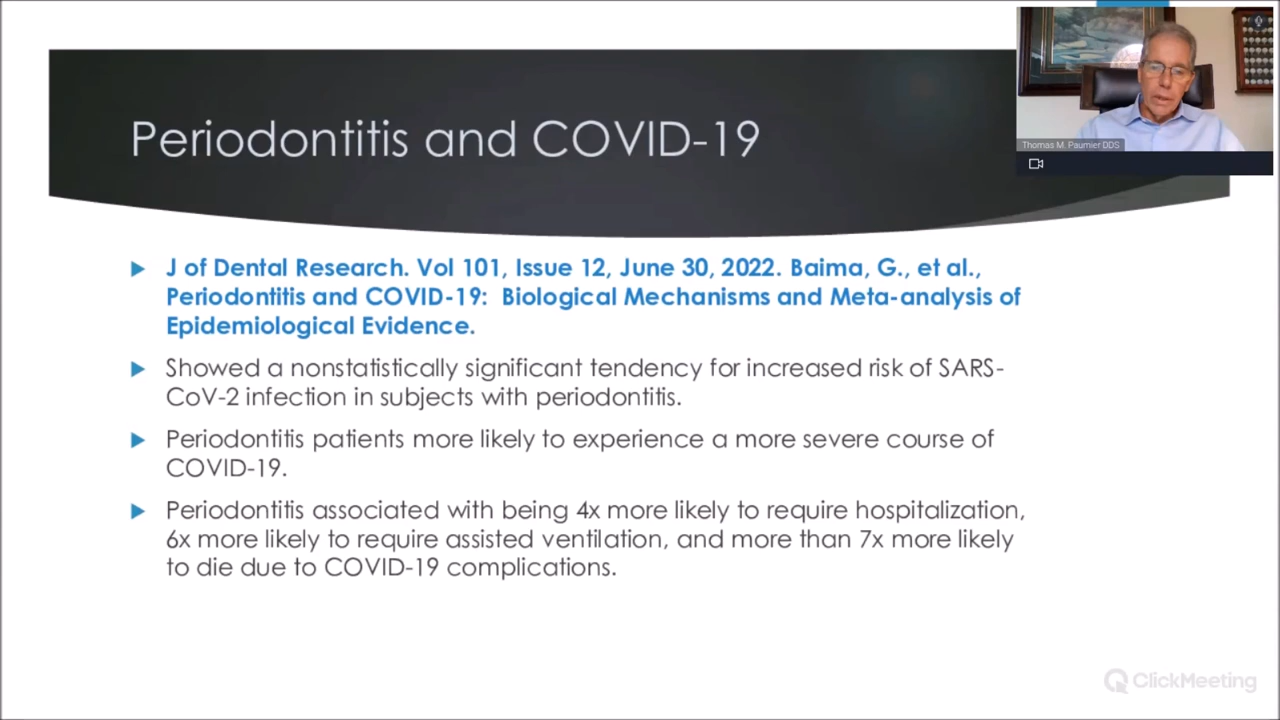 Periodontitis and COVID-19
Thomas M. Paumier DDS
J of Dental Research. Vol 101, Issue 12, June 30, 2022. Baima, G., et al.,
Periodontitis and COVID-19: Biological Mechanisms and Meta-analysis of
Epidemiological Evidence.
Showed a nonstatistically significant tendency for increased risk of SARS-
CoV-2 infection in subjects with periodontitis.
Periodontitis patients more likely to experience a more severe course of
COVID-19.
Periodontitis associated with being 4x more likely to require hospitalization,
6x more likely to require assisted ventilation, and more than 7x more likely
to die due to COVID-19 complications.
ClickMeeting